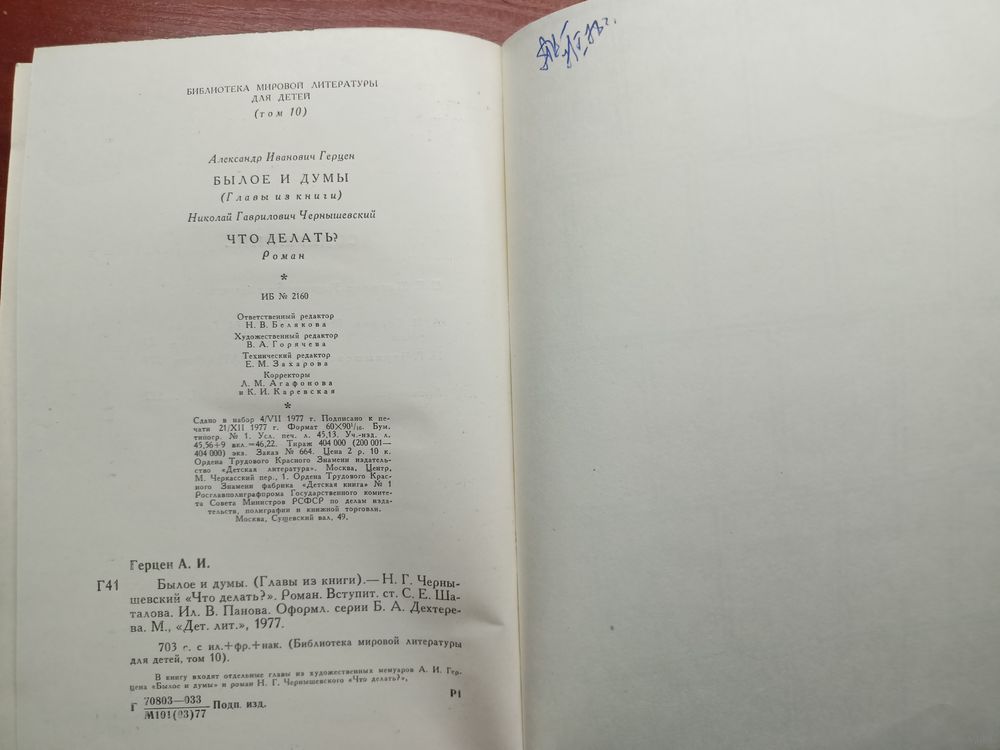 БИБЛИОТЕКА МИРОВОЙ ЛИТЕРАТУРЫ
ДЛЯ ДЕТЕЙ
(том 10)
Александр Иванович Герцен
БЫЛОЕ И ДУМЫ
(Главы из книги)
Николай Гаврилович Чернышевский
ЧТО ДЕЛАТЬ?
Роман
*
ИБ № 2160
Ответственный редактор
Н. В. Белякова
Художественный редактор
В. А. Горячева
Технический редактор
Е. М. Захарова
Корректоры
Л. М. Агафонова
и К. И. Каревская
*
Сдано в набор 4/VII 1977 г. Подписано к пе-
чати 21/XII 1977 г. Формат 60×90¹/₁₆. Бум.
типогр. № 1. Усл. печ. л. 45,13. Уч.-изд. л.
45,56+9 вкл.=46,22. Тираж 404 000 (200 001—
404 000) экз. Заказ № 664. Цена 2 р. 10 к.
Ордена Трудового Красного Знамени издатель-
ство «Детская литература». Москва, Центр,
М. Черкасский пер., 1. Ордена Трудового Крас-
ного Знамени фабрика «Детская книга» № 1
Росглавполиграфпрома Государственного комите-
та Совета Министров РСФСР по делам изда-
тельств, полиграфии и книжной торговли.
Москва, Сущевский вал, 49.
Герцен А. И.
Г41 Былое и думы. (Главы из книги).— Н. Г. Черны-
шевский «Что делать?». Роман. Вступит. ст. С. Е. Ша-
талова. Ил. В. Панова. Оформл. серии Б. А. Дехтере-
ва. М., «Дет. лит.», 1977.
703 с. с ил.+фр.+нак. (Библиотека мировой литературы
для детей, том 10).
В книгу входят отдельные главы из художественных мемуаров А. И. Гер-
цена «Былое и думы» и роман Н. Г. Чернышевского «Что делать?»,
Г 70803—033 Подп. изд. Р1
М101(03)77